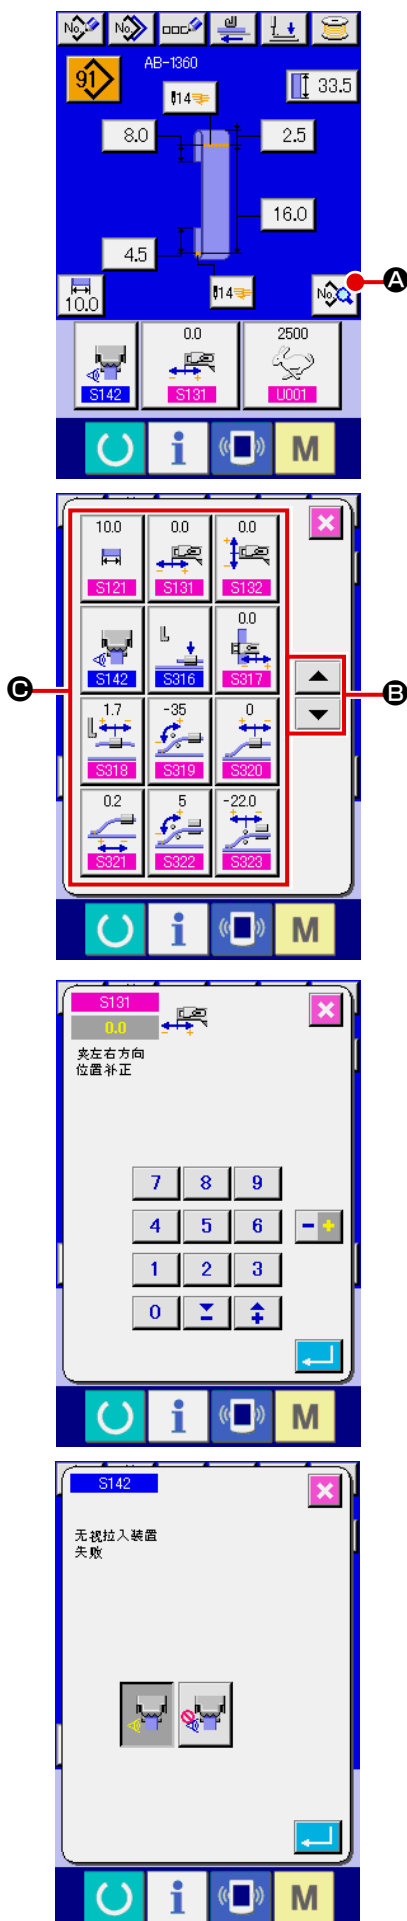 No. No.
AB-1360
91
14
33.5
8.0
2.5
16.0
4.5
14
10.0
No.
A
0.0
2500
S142
S131
U001
i
M
10.0
0.0
0.0
S121
S131
S132
0.0
S142
S316
S317
C
B
1.7
-35
0
S318
S319
S320
0.2
5
-22.0
S321
S322
S323
i
M
S131
0.0
夹左右方向
位置补正
7 8 9
4 5 6 - +
1 2 3
0
i
M
S142
无视拉入装置
失败
i
M